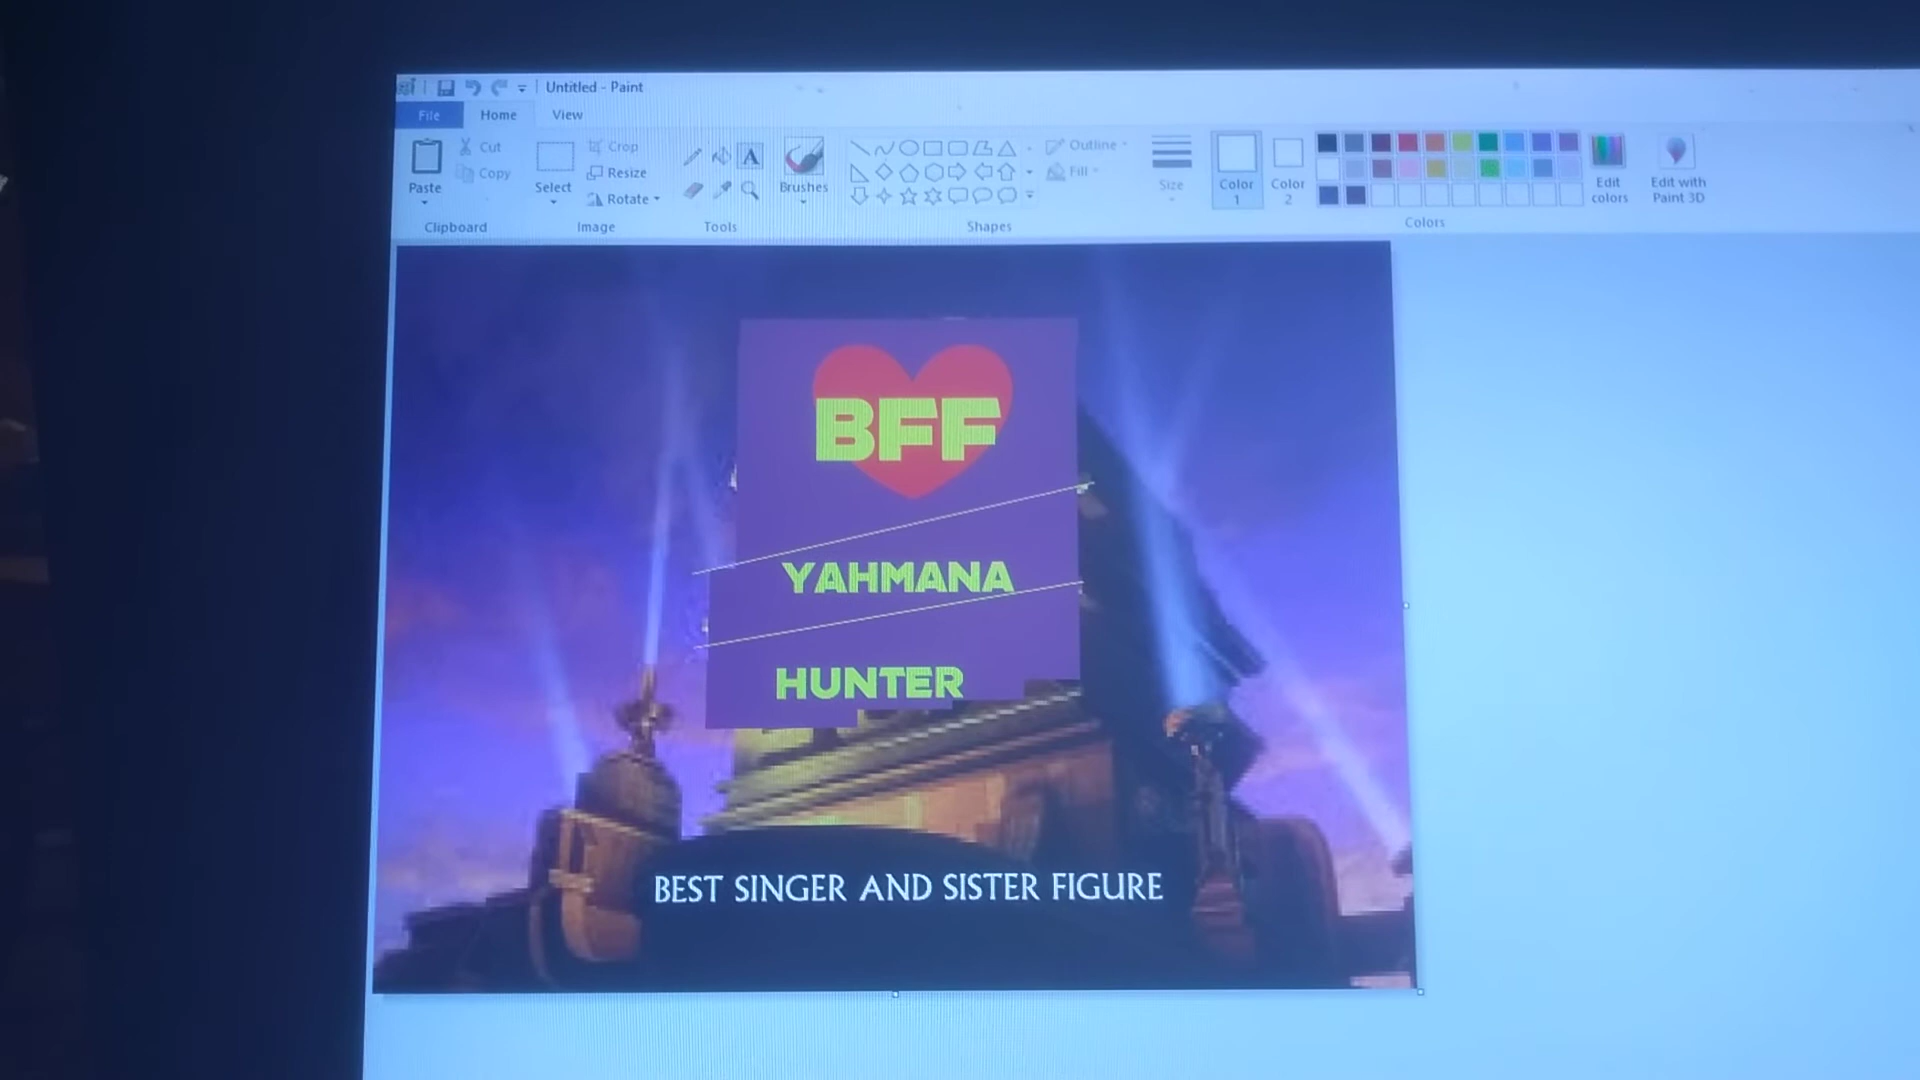 Untitled - Paint
File Home View
Paste
Cut
Copy
Clipboard
Select
Crop
Resize
Rotate
Image
A
Tools
Brushes
Shapes
Outline
Fill
Size
Color 1
Color 2
Colors
Edit colors
Edit with Paint 3D
BFF
YAHMANA
HUNTER
BEST SINGER AND SISTER FIGURE